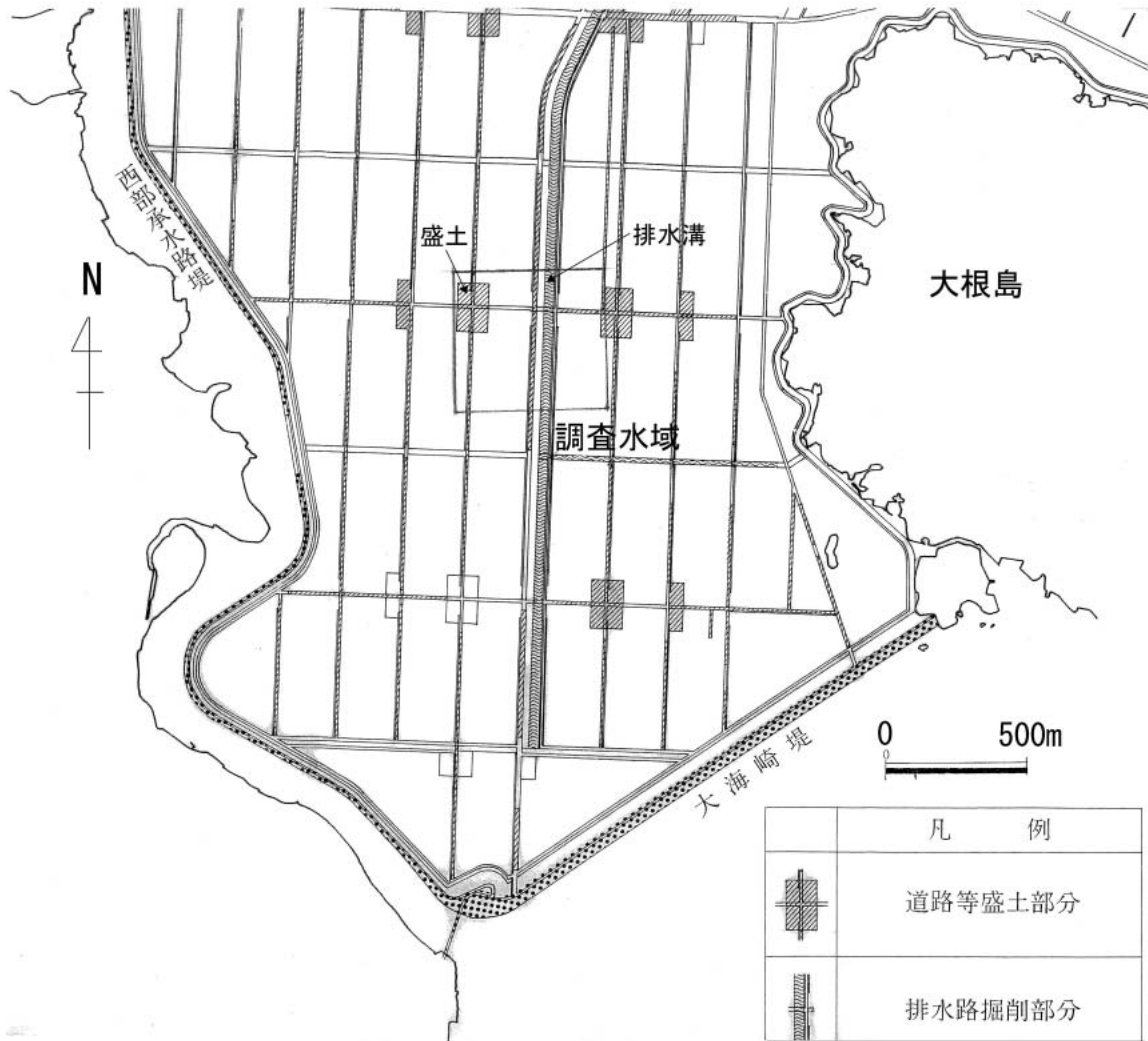 西部承水路堤
盛土
排水溝
N
大根島
調査水域
0 500m
0
大海崎堤
凡 例
道路等盛土部分
排水路掘削部分